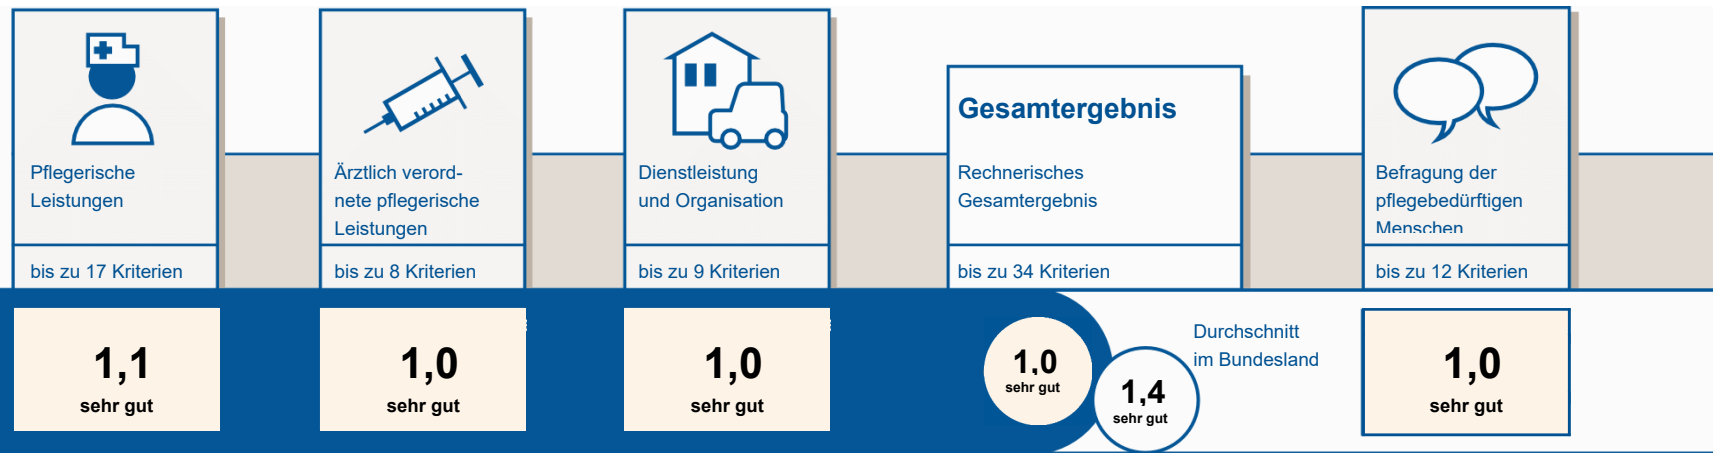 Pflegerische
Leistungen
bis zu 17 Kriterien
1,1
sehr gut
Ärztlich verord-
nete pflegerische
Leistungen
bis zu 8 Kriterien
1,0
sehr gut
Dienstleistung
und Organisation
bis zu 9 Kriterien
1,0
sehr gut
Gesamtergebnis
Rechnerisches
Gesamtergebnis
bis zu 34 Kriterien
1,0
sehr gut
1,4
sehr gut
Durchschnitt
im Bundesland
Befragung der
pflegebedürftigen
Menschen
bis zu 12 Kriterien
1,0
sehr gut